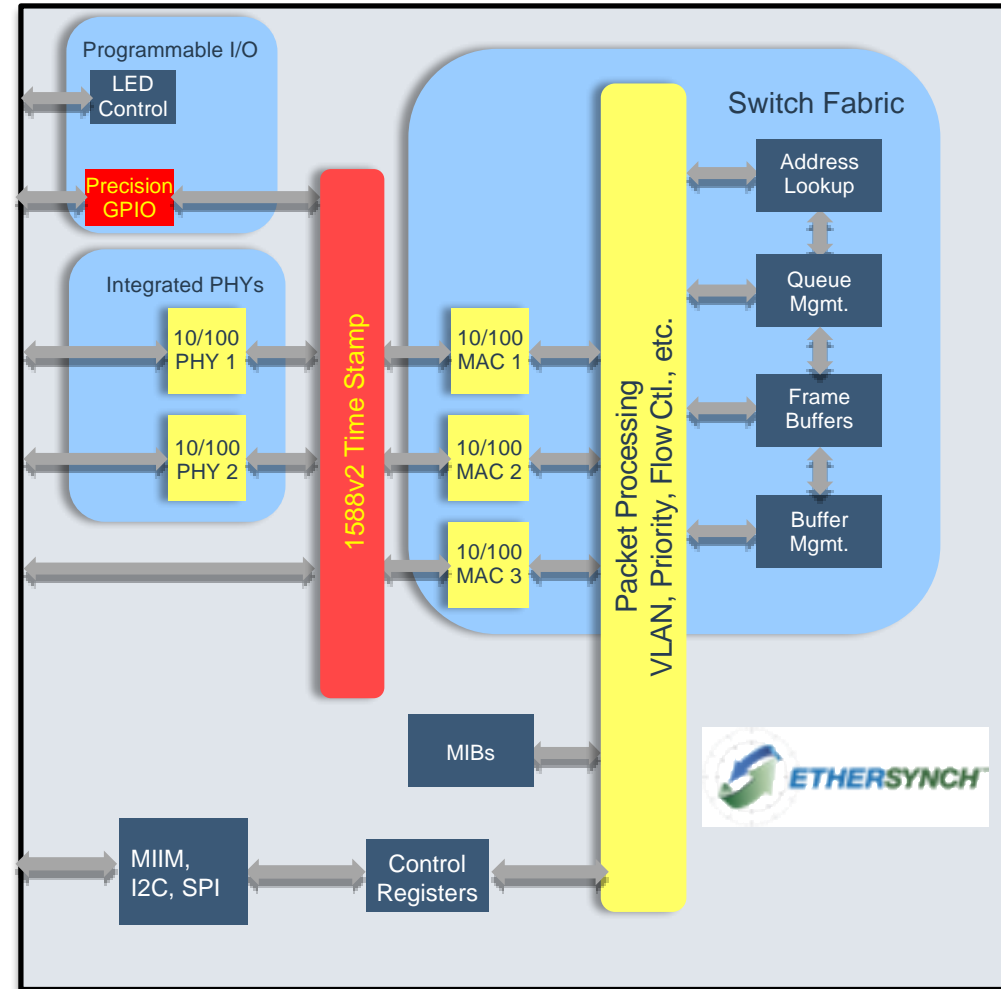 Programmable I/O
LED
Control
Precision
GPIO
Integrated PHYs
10/100
PHY 1
10/100
PHY 2
1588v2 Time Stamp
Switch Fabric
10/100
MAC 1
10/100
MAC 2
10/100
MAC 3
Packet Processing
VLAN, Priority, Flow Ctl., etc.
Address
Lookup
Queue
Mgmt.
Frame
Buffers
Buffer
Mgmt.
MIBs
ETHERSYNCH™
MIIM,
I2C, SPI
Control
Registers